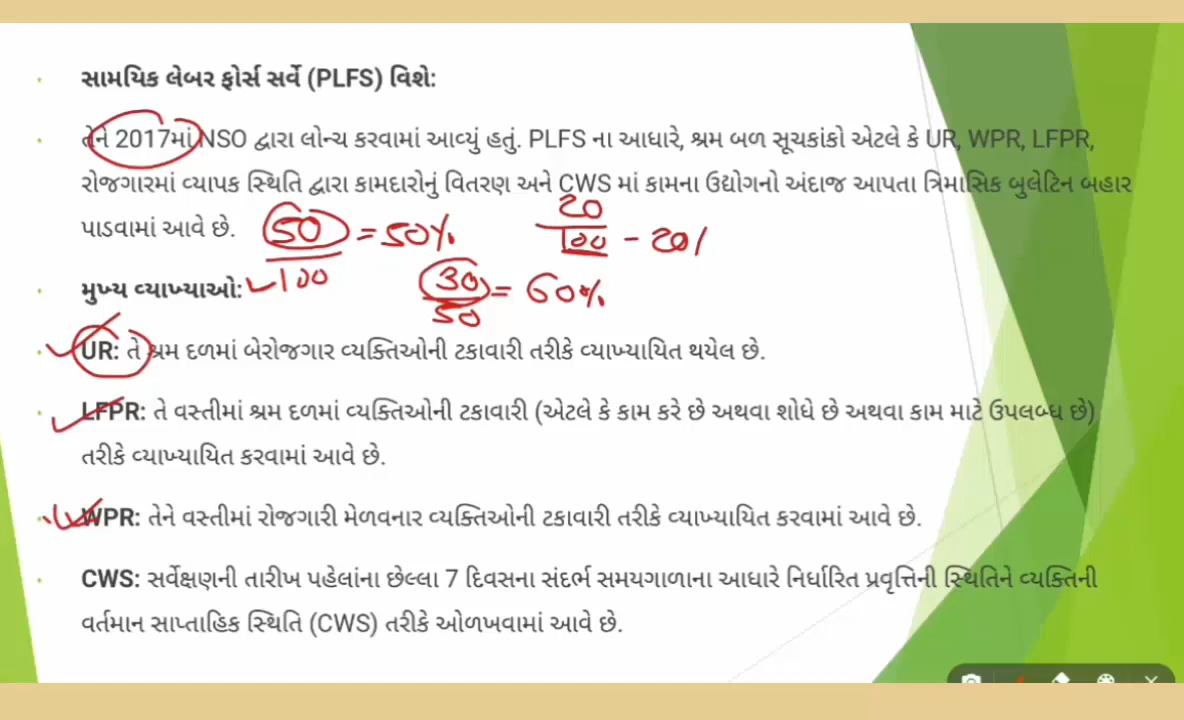 સામયિક લેબર ફોર્સ સર્વે (PLFS) વિશે:
તેને 2017માં NSO દ્વારા લોન્ચ કરવામાં આવ્યું હતું. PLFS ના આધારે, શ્રમ બળ સૂચકાંકો એટલે કે UR, WPR, LFPR,
રોજગારમાં વ્યાપક સ્થિતિ દ્વારા કામદારોનું વિતરણ અને CWS માં કામના ઉદ્યોગનો અંદાજ આપતા ત્રિમાસિક બુલેટિન બહાર
પાડવામાં આવે છે.
50/100 = 50%
20/100 - 20/
30/50 = 60%
મુખ્ય વ્યાખ્યાઓ:
UR: તે શ્રમ દળમાં બેરોજગાર વ્યક્તિઓની ટકાવારી તરીકે વ્યાખ્યાયિત થયેલ છે.
LFPR: તે વસ્તીમાં શ્રમ દળમાં વ્યક્તિઓની ટકાવારી (એટલે કે કામ કરે છે અથવા શોધે છે અથવા કામ માટે ઉપલબ્ધ છે)
તરીકે વ્યાખ્યાયિત કરવામાં આવે છે.
WPR: તેને વસ્તીમાં રોજગારી મેળવનાર વ્યક્તિઓની ટકાવારી તરીકે વ્યાખ્યાયિત કરવામાં આવે છે.
CWS: સર્વેક્ષણની તારીખ પહેલાંના છેલ્લા 7 દિવસના સંદર્ભ સમયગાળાના આધારે નિર્ધારિત પ્રવૃત્તિની સ્થિતિને વ્યક્તિની
વર્તમાન સાપ્તાહિક સ્થિતિ (CWS) તરીકે ઓળખવામાં આવે છે.